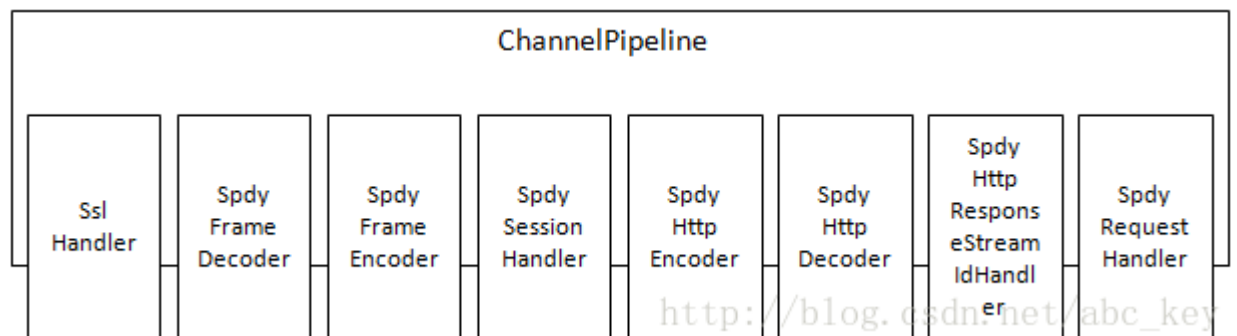 ChannelPipeline
Ssl
Handler
Spdy
Frame
Decoder
Spdy
Frame
Encoder
Spdy
Session
Handler
Spdy
Http
Encoder
Spdy
Http
Decoder
Spdy
Http
Respons
eStream
IdHandl
er
Spdy
Request
Handler
http://blog.csdn.net/abc_key